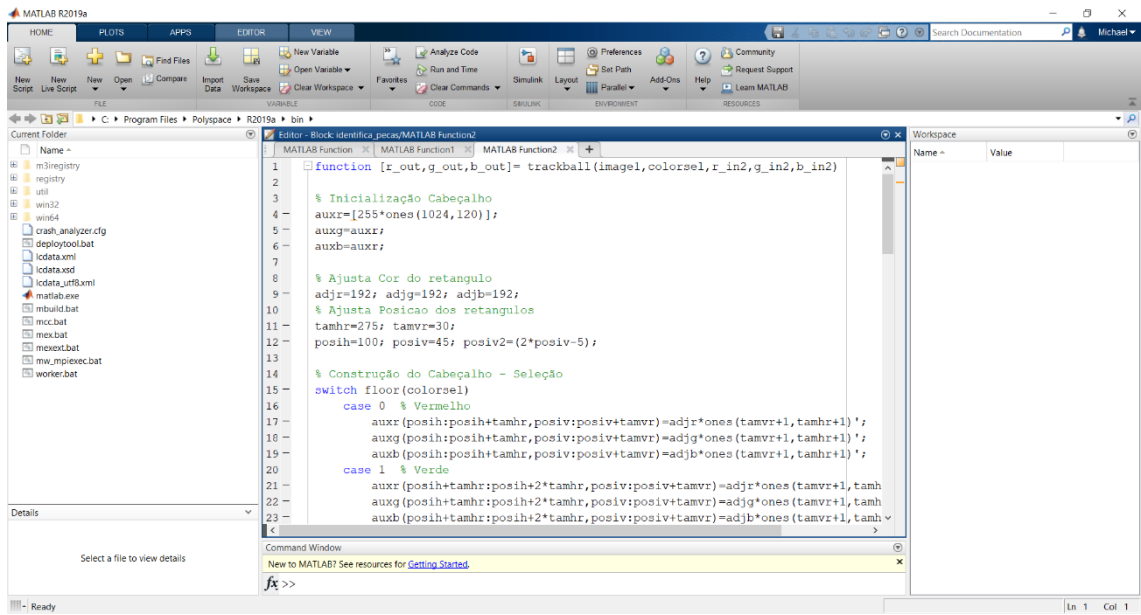 MATLAB R2019a
HOME PLOTS APPS EDITOR VIEW
Search Documentation
Michael
New Script
New Live Script
New
Open
Find Files
Compare
Import Data
Save Workspace
New Variable
Open Variable
Clear Workspace
Favorites
Analyze Code
Run and Time
Clear Commands
Simulink
Layout
Preferences
Set Path
Parallel
Add-Ons
Help
Community
Request Support
Learn MATLAB
FILE VARIABLE CODE SIMULINK ENVIRONMENT RESOURCES
C: Program Files Polyspace R2019a bin
Current Folder
Name
m3iregistry
registry
util
win32
win64
crash_analyzer.cfg
deploytool.bat
lcdata.xml
lcdata.xsd
lcdata_utf8.xml
matlab.exe
mbuild.bat
mcc.bat
mex.bat
mexext.bat
mw_mpiexec.bat
worker.bat
Details
Select a file to view details
Editor - Block: identifica_pecas/MATLAB Function2
MATLAB Function MATLAB Function1 MATLAB Function2
1 function [r_out,g_out,b_out]= trackball(image1,colorsel,r_in2,g_in2,b_in2)
2
3 % Inicialização Cabeçalho
4 – auxr=[255*ones(1024,120)];
5 – auxg=auxr;
6 – auxb=auxr;
7
8 % Ajusta Cor do retangulo
9 – adjr=192; adjg=192; adjb=192;
10 % Ajusta Posicao dos retangulos
11 – tamhr=275; tamvr=30;
12 – posih=100; posiv=45; posiv2=(2*posiv-5);
13
14 % Construção do Cabeçalho - Seleção
15 – switch floor(colorsel)
16 case 0 % Vermelho
17 – auxr(posih:posih+tamhr,posiv:posiv+tamvr)=adjr*ones(tamvr+1,tamhr+1)';
18 – auxg(posih:posih+tamhr,posiv:posiv+tamvr)=adjg*ones(tamvr+1,tamhr+1)';
19 – auxb(posih:posih+tamhr,posiv:posiv+tamvr)=adjb*ones(tamvr+1,tamhr+1)';
20 case 1 % Verde
21 – auxr(posih+tamhr:posih+2*tamhr,posiv:posiv+tamvr)=adjr*ones(tamvr+1,tamh
22 – auxg(posih+tamhr:posih+2*tamhr,posiv:posiv+tamvr)=adjg*ones(tamvr+1,tamh
23 – auxb(posih+tamhr:posih+2*tamhr,posiv:posiv+tamvr)=adjb*ones(tamvr+1,tamh
Command Window
New to MATLAB? See resources for Getting Started.
fx >>
Workspace
Name Value
Ready
Ln 1 Col 1